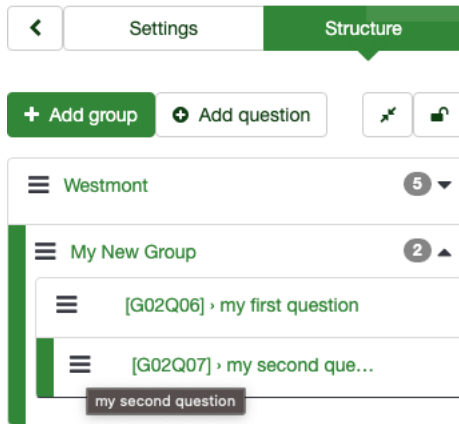 Settings
Structure
+ Add group
Add question
Westmont
5
My New Group
2
[G02Q06] › my first question
[G02Q07] › my second que...
my second question